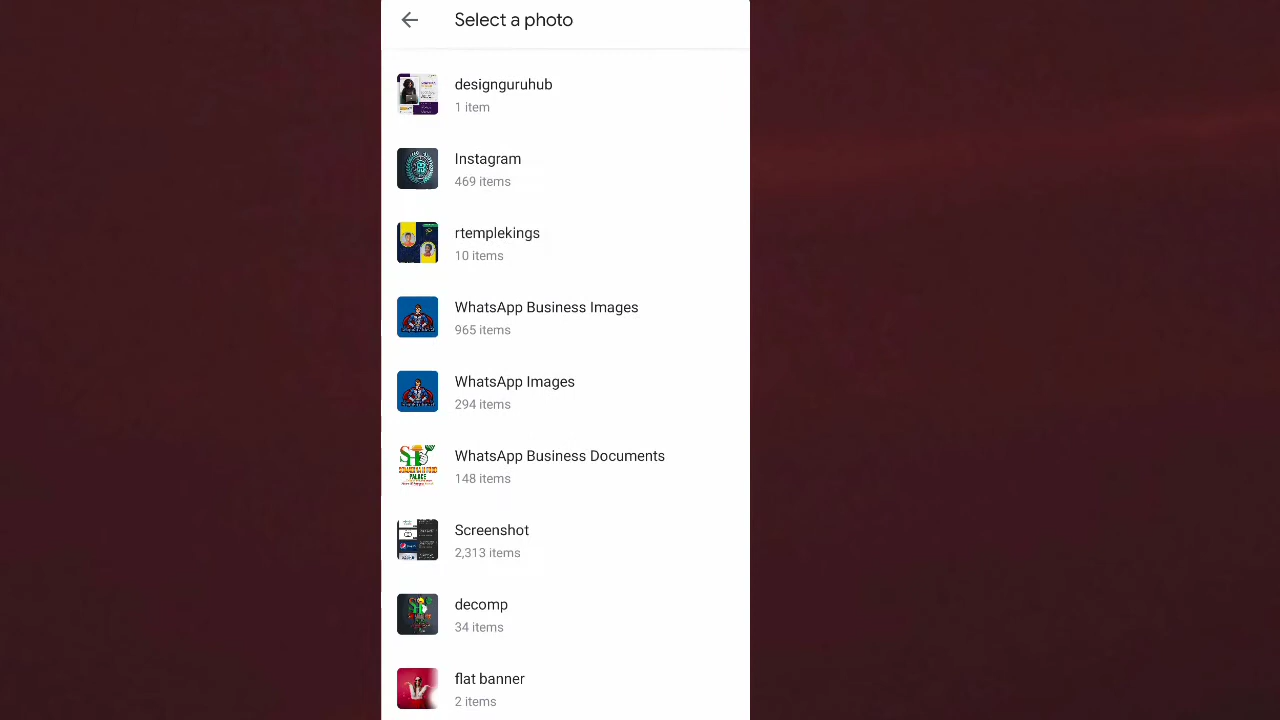 Select a photo
designguruhub
1 item
Instagram
469 items
rtemplekings
10 items
WhatsApp Business Images
965 items
WhatsApp Images
294 items
WhatsApp Business Documents
148 items
Screenshot
2,313 items
decomp
34 items
flat banner
2 items